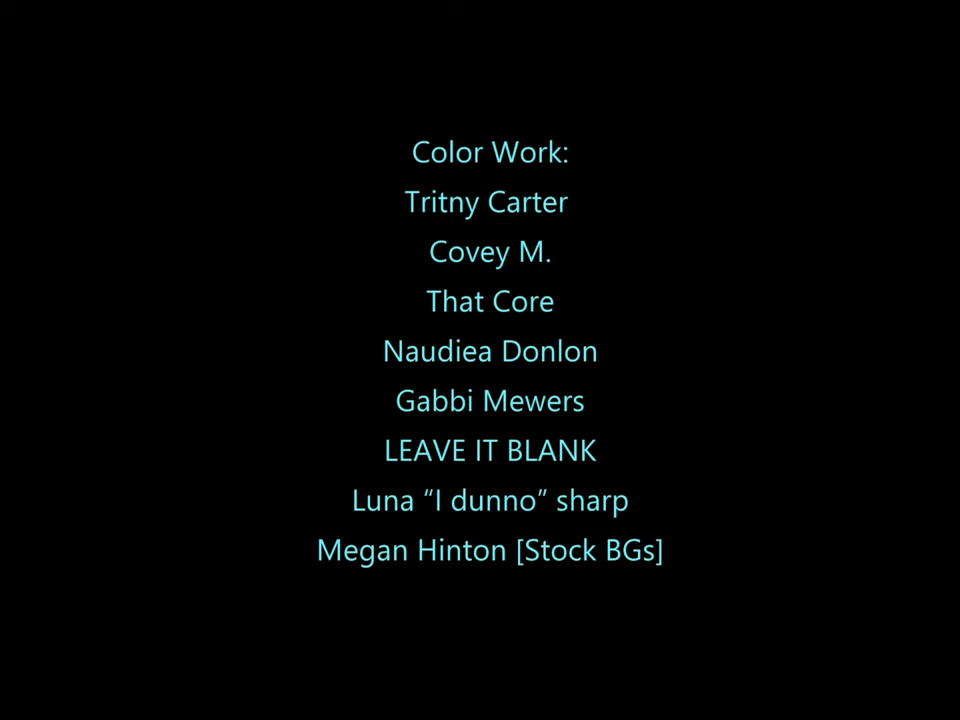 Color Work:
Tritny Carter
Covey M.
That Core
Naudiea Donlon
Gabbi Mewers
LEAVE IT BLANK
Luna “I dunno” sharp
Megan Hinton [Stock BGs]